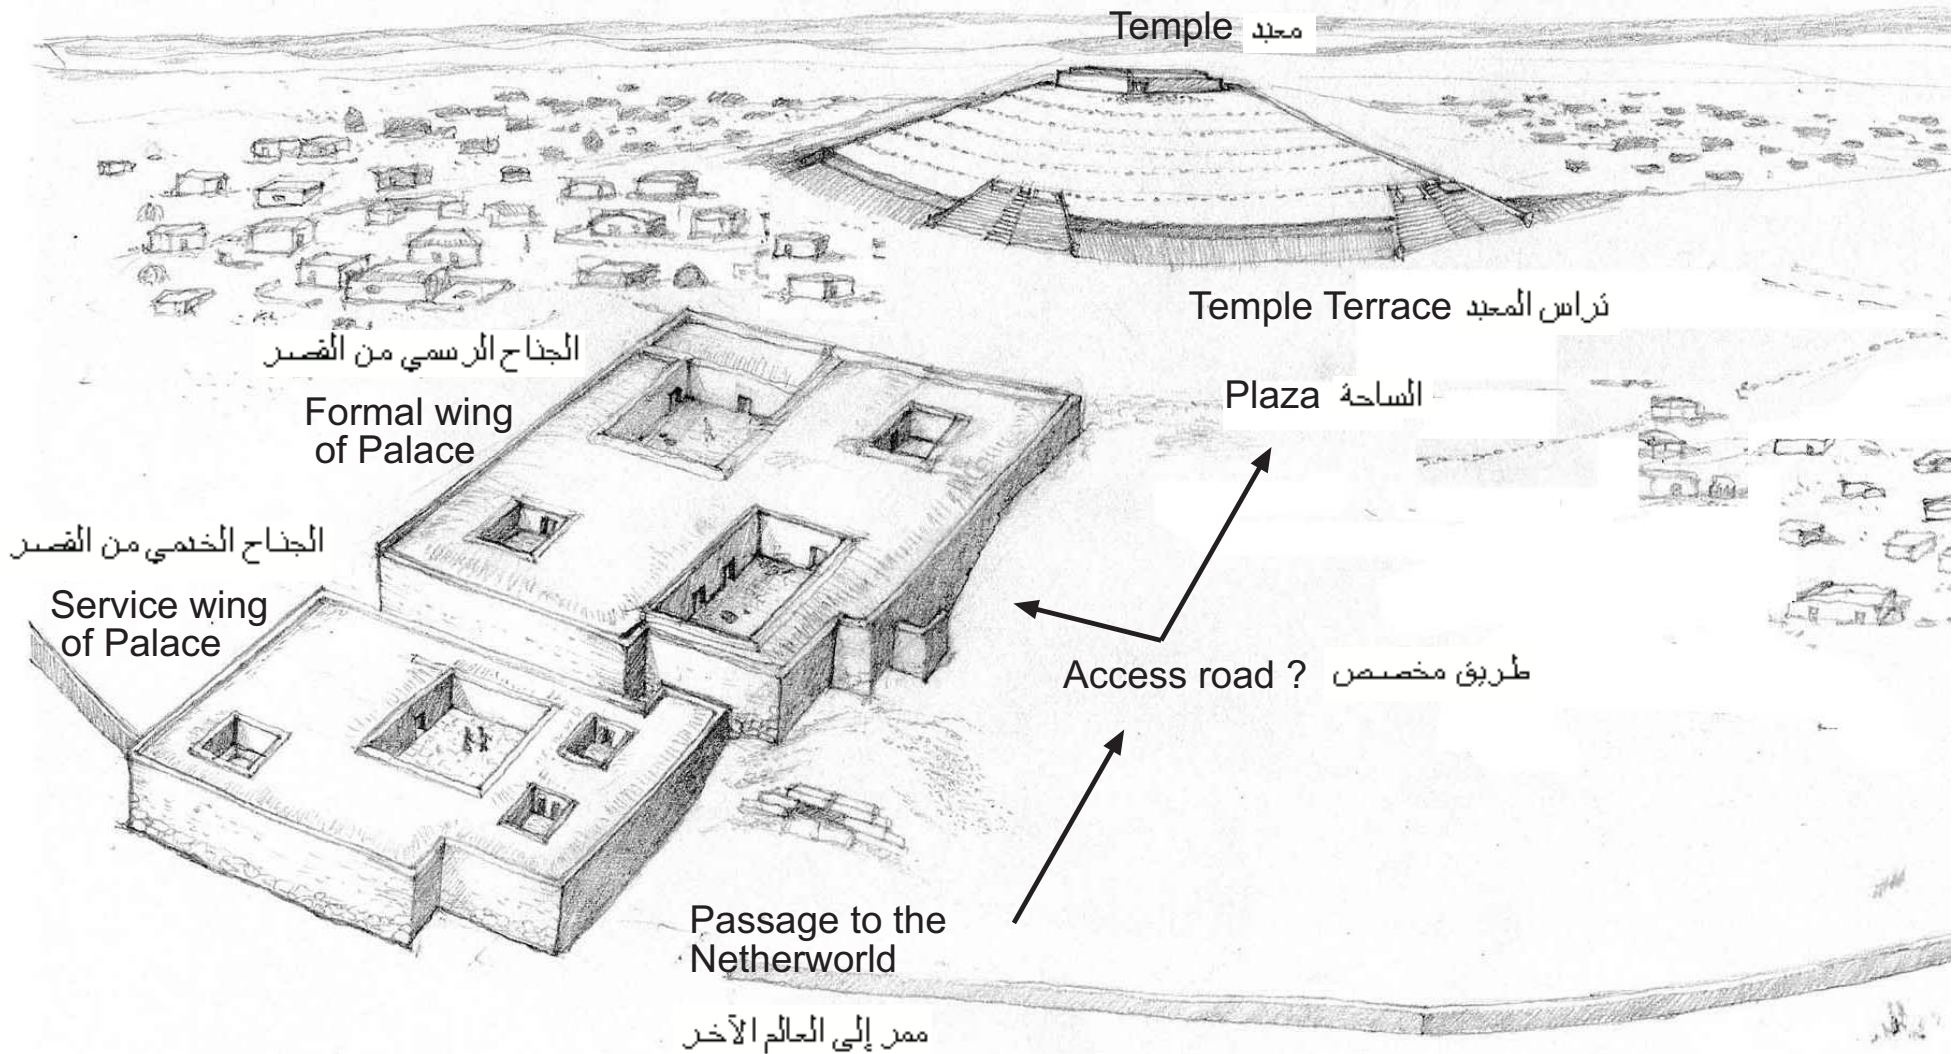 Temple معبد
Temple Terrace تراس المعبد
الجناح الرسمي من القصر
Formal wing
of Palace
Plaza الساحة
الجناح الخدمي من القصر
Service wing
of Palace
Access road ? طريق مخصص
Passage to the
Netherworld
ممر إلى العالم الآخر